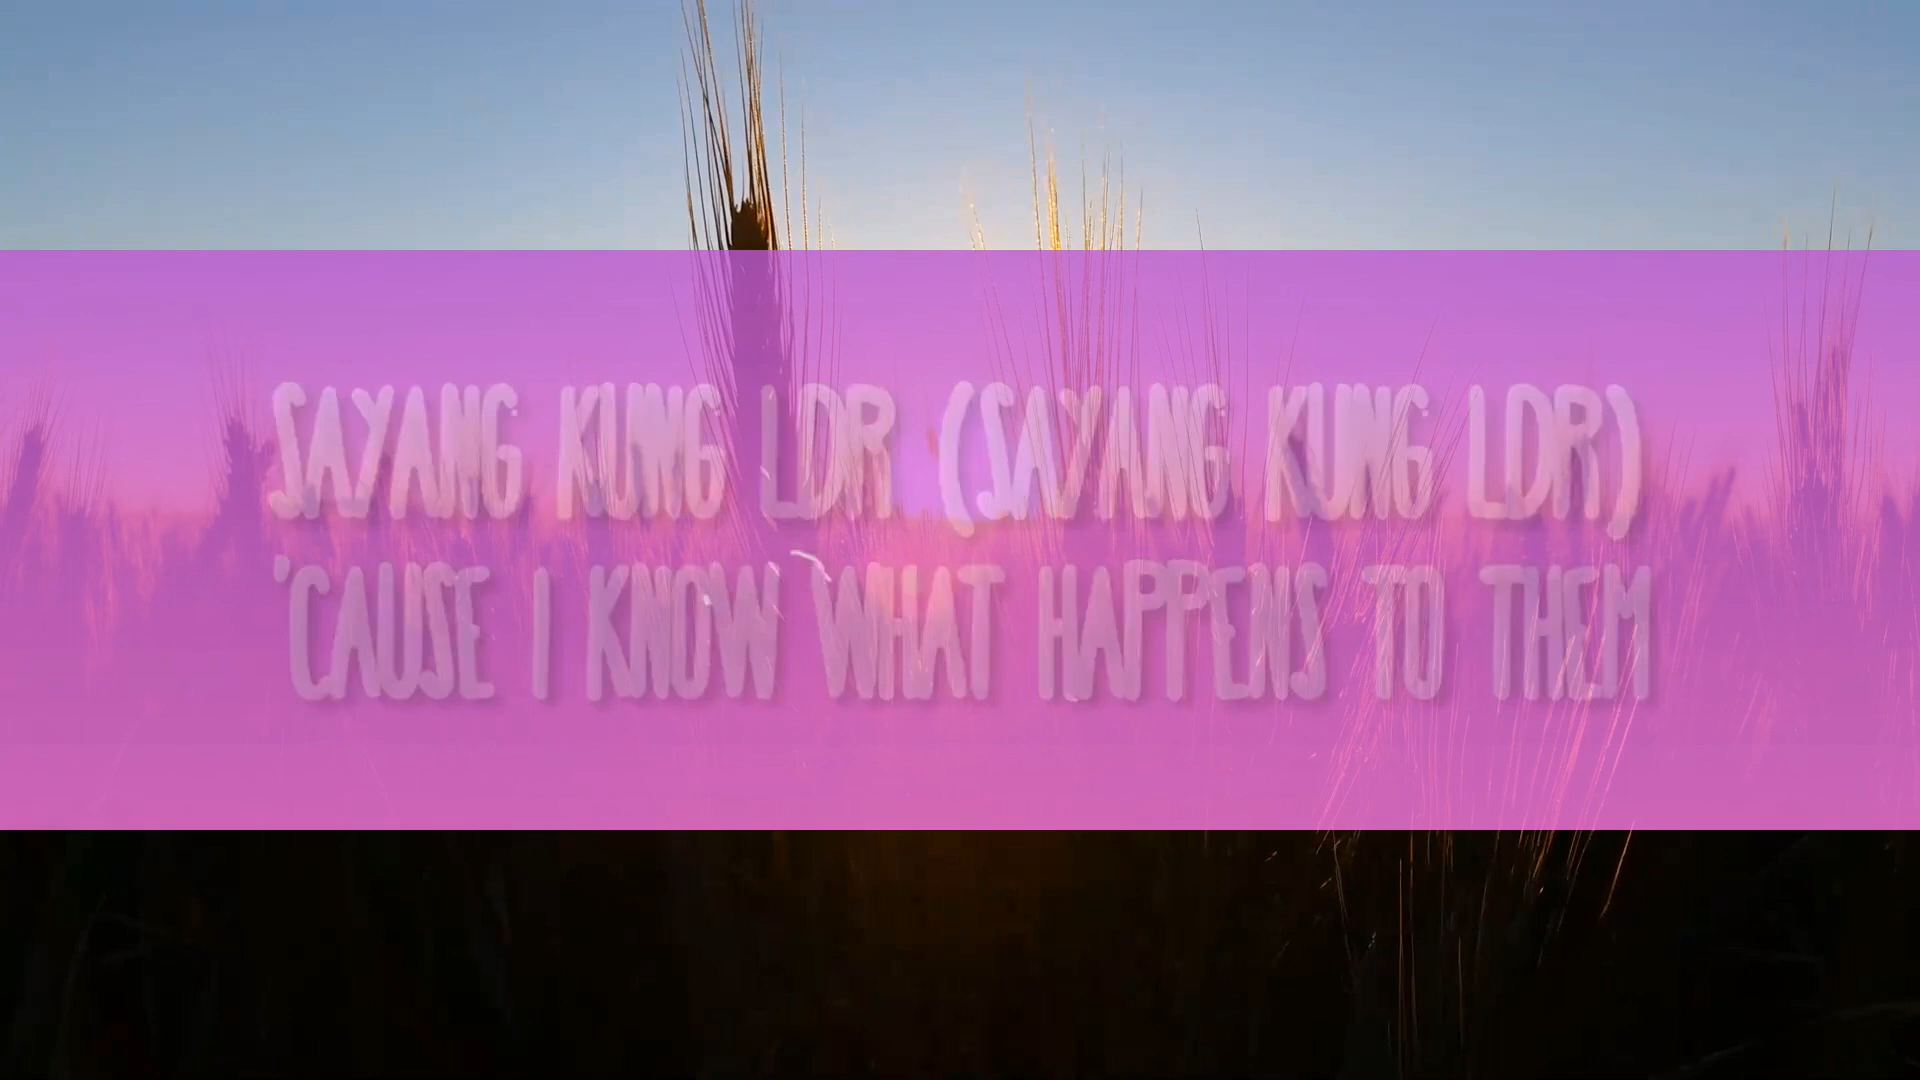 SAYANG KUNG LDR (SAYANG KUNG LDR)
'CAUSE I KNOW WHAT HAPPENS TO THEM